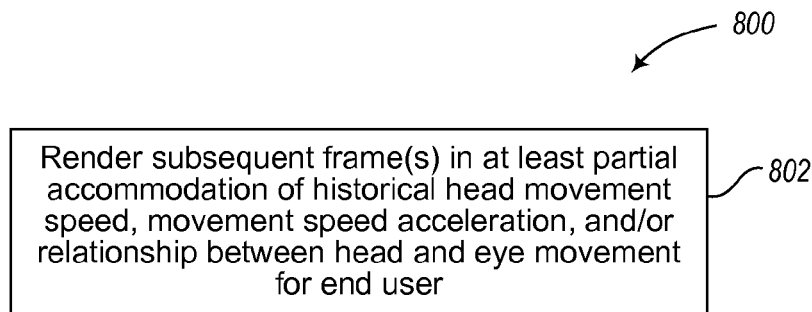 800
Render subsequent frame(s) in at least partial
accommodation of historical head movement
speed, movement speed acceleration, and/or
relationship between head and eye movement
for end user
802